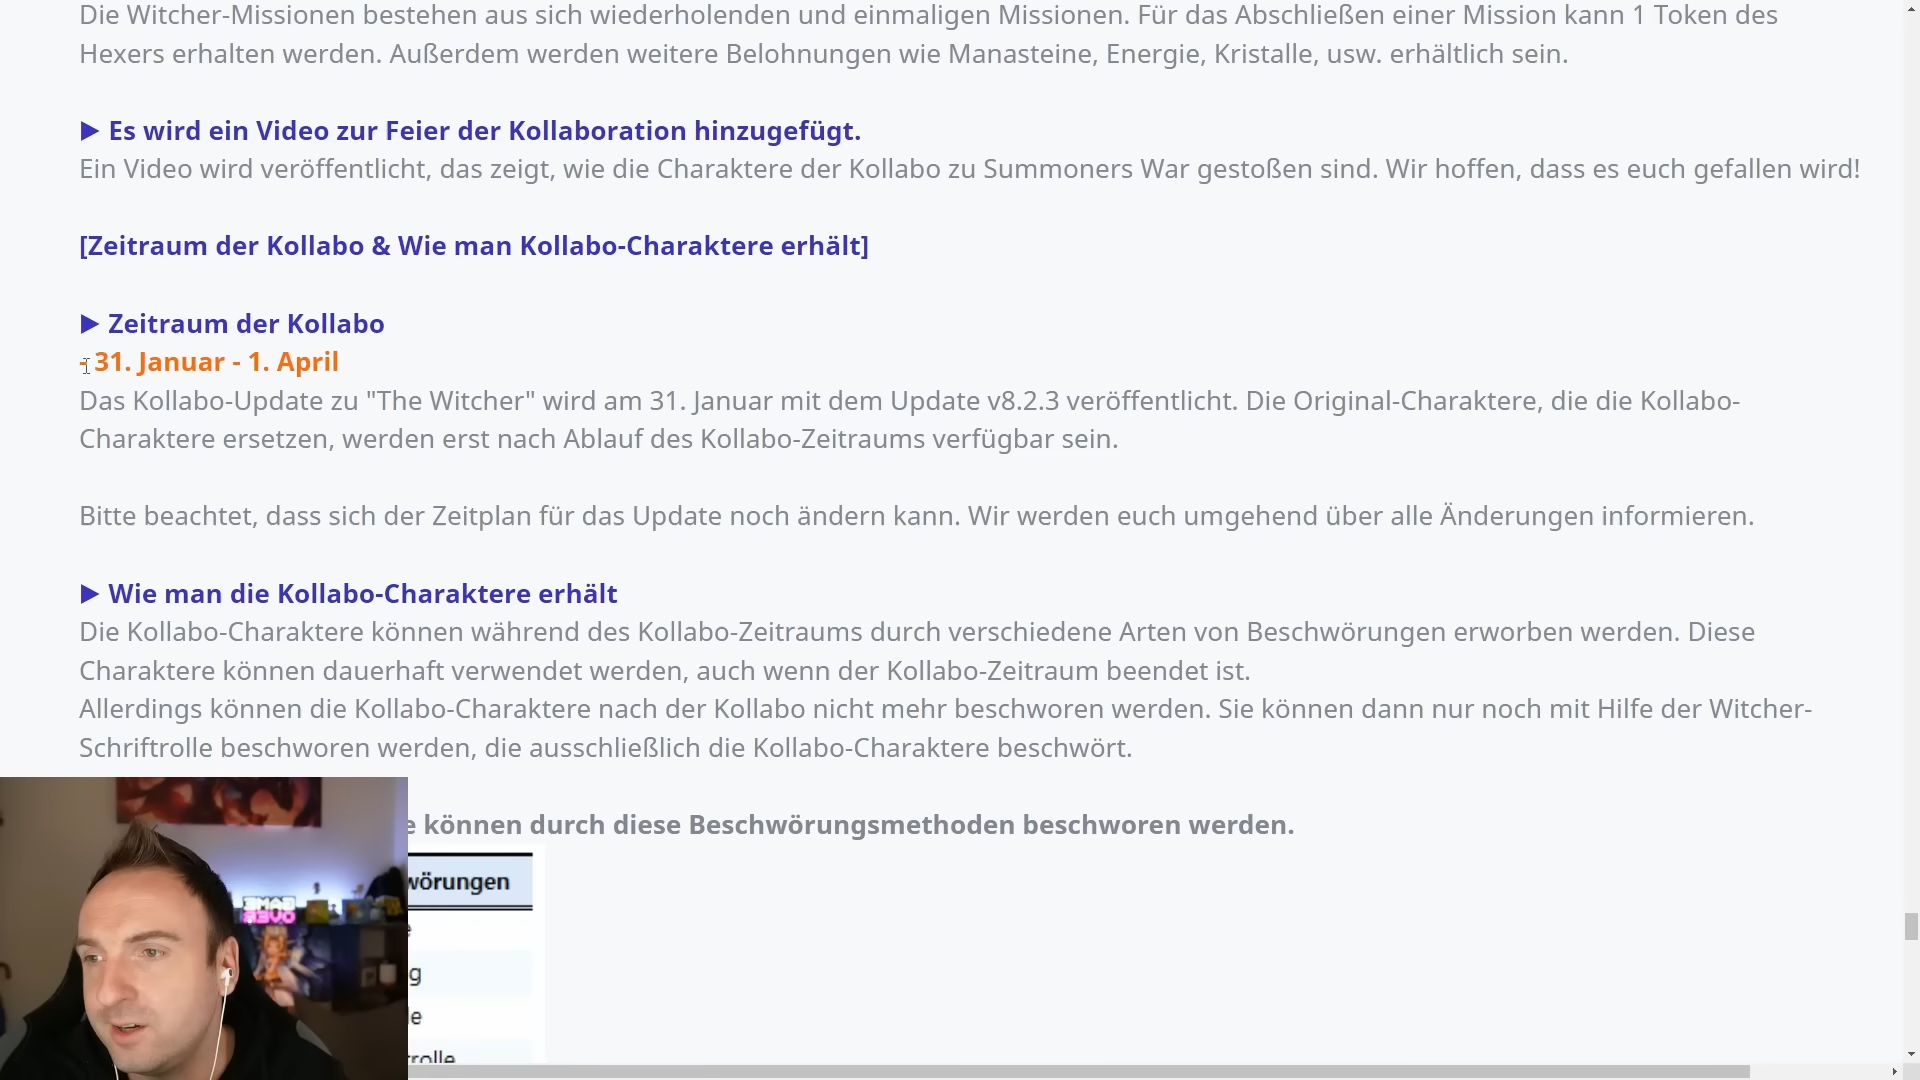 Die Witcher-Missionen bestehen aus sich wiederholenden und einmaligen Missionen. Für das Abschließen einer Mission kann 1 Token des
Hexers erhalten werden. Außerdem werden weitere Belohnungen wie Manasteine, Energie, Kristalle, usw. erhältlich sein.
▶ Es wird ein Video zur Feier der Kollaboration hinzugefügt.
Ein Video wird veröffentlicht, das zeigt, wie die Charaktere der Kollabo zu Summoners War gestoßen sind. Wir hoffen, dass es euch gefallen wird!
[Zeitraum der Kollabo & Wie man Kollabo-Charaktere erhält]
▶ Zeitraum der Kollabo
- 31. Januar - 1. April
Das Kollabo-Update zu "The Witcher" wird am 31. Januar mit dem Update v8.2.3 veröffentlicht. Die Original-Charaktere, die die Kollabo-
Charaktere ersetzen, werden erst nach Ablauf des Kollabo-Zeitraums verfügbar sein.
Bitte beachtet, dass sich der Zeitplan für das Update noch ändern kann. Wir werden euch umgehend über alle Änderungen informieren.
▶ Wie man die Kollabo-Charaktere erhält
Die Kollabo-Charaktere können während des Kollabo-Zeitraums durch verschiedene Arten von Beschwörungen erworben werden. Diese
Charaktere können dauerhaft verwendet werden, auch wenn der Kollabo-Zeitraum beendet ist.
Allerdings können die Kollabo-Charaktere nach der Kollabo nicht mehr beschworen werden. Sie können dann nur noch mit Hilfe der Witcher-
Schriftrolle beschworen werden, die ausschließlich die Kollabo-Charaktere beschwört.
e können durch diese Beschwörungsmethoden beschworen werden.
wörungen
GAME
OVER